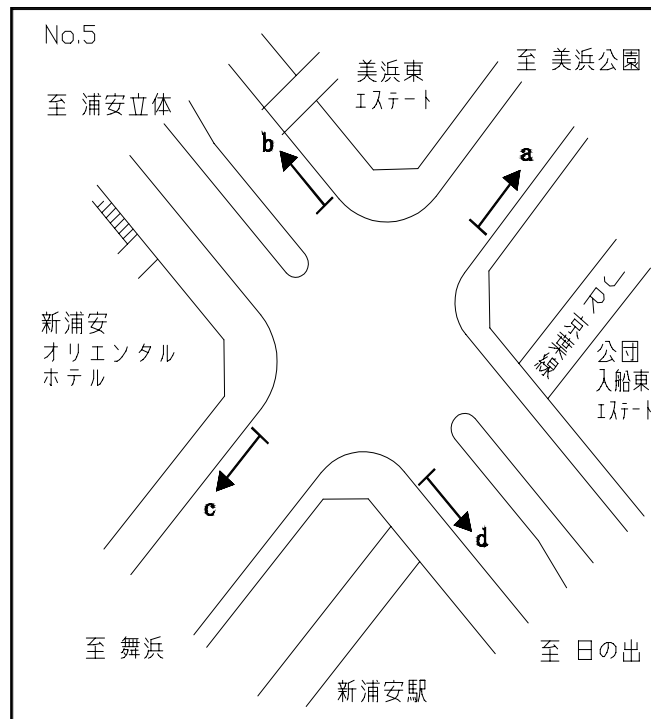 No.5
至 美浜公園
美浜東
エステート
至 浦安立体
b
a
JR京葉線
新浦安
オリエンタル
ホテル
公団
入船東
エステート
c
d
至 舞浜
至 日の出
新浦安駅